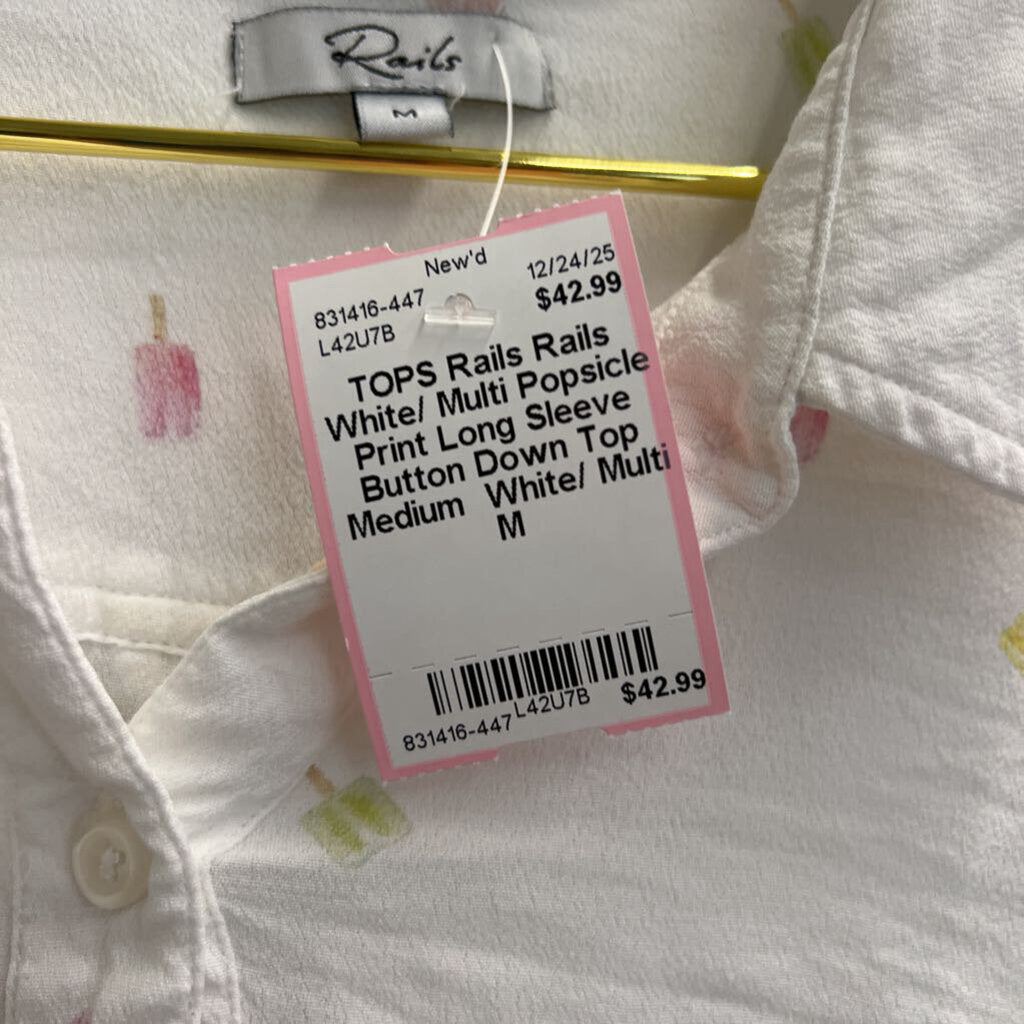 Rails
M
New'd
12/24/25
831416-447
$42.99
L42U7B
TOPS Rails Rails
White/ Multi Popsicle
Print Long Sleeve
Button Down Top
Medium White/ Multi
M
831416-447 L42U7B $42.99